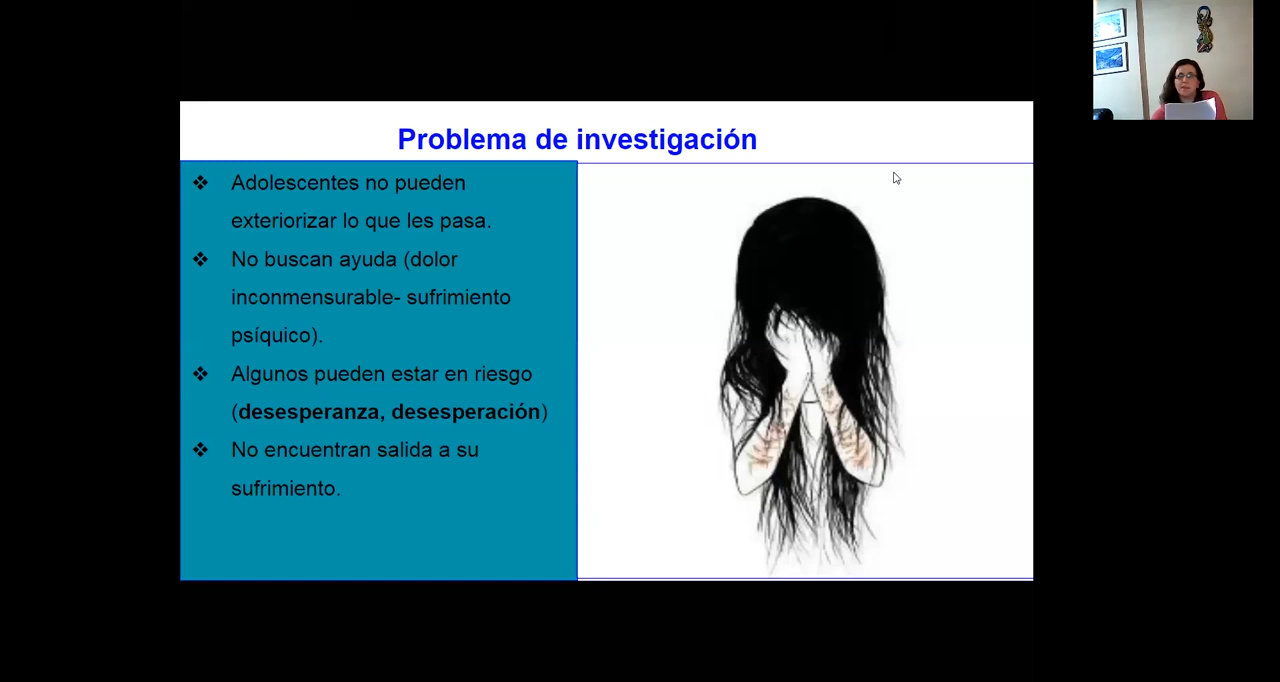 Problema de investigación
❖ Adolescentes no pueden
exteriorizar lo que les pasa.
❖ No buscan ayuda (dolor
inconmensurable- sufrimiento
psíquico).
❖ Algunos pueden estar en riesgo
(desesperanza, desesperación)
❖ No encuentran salida a su
sufrimiento.